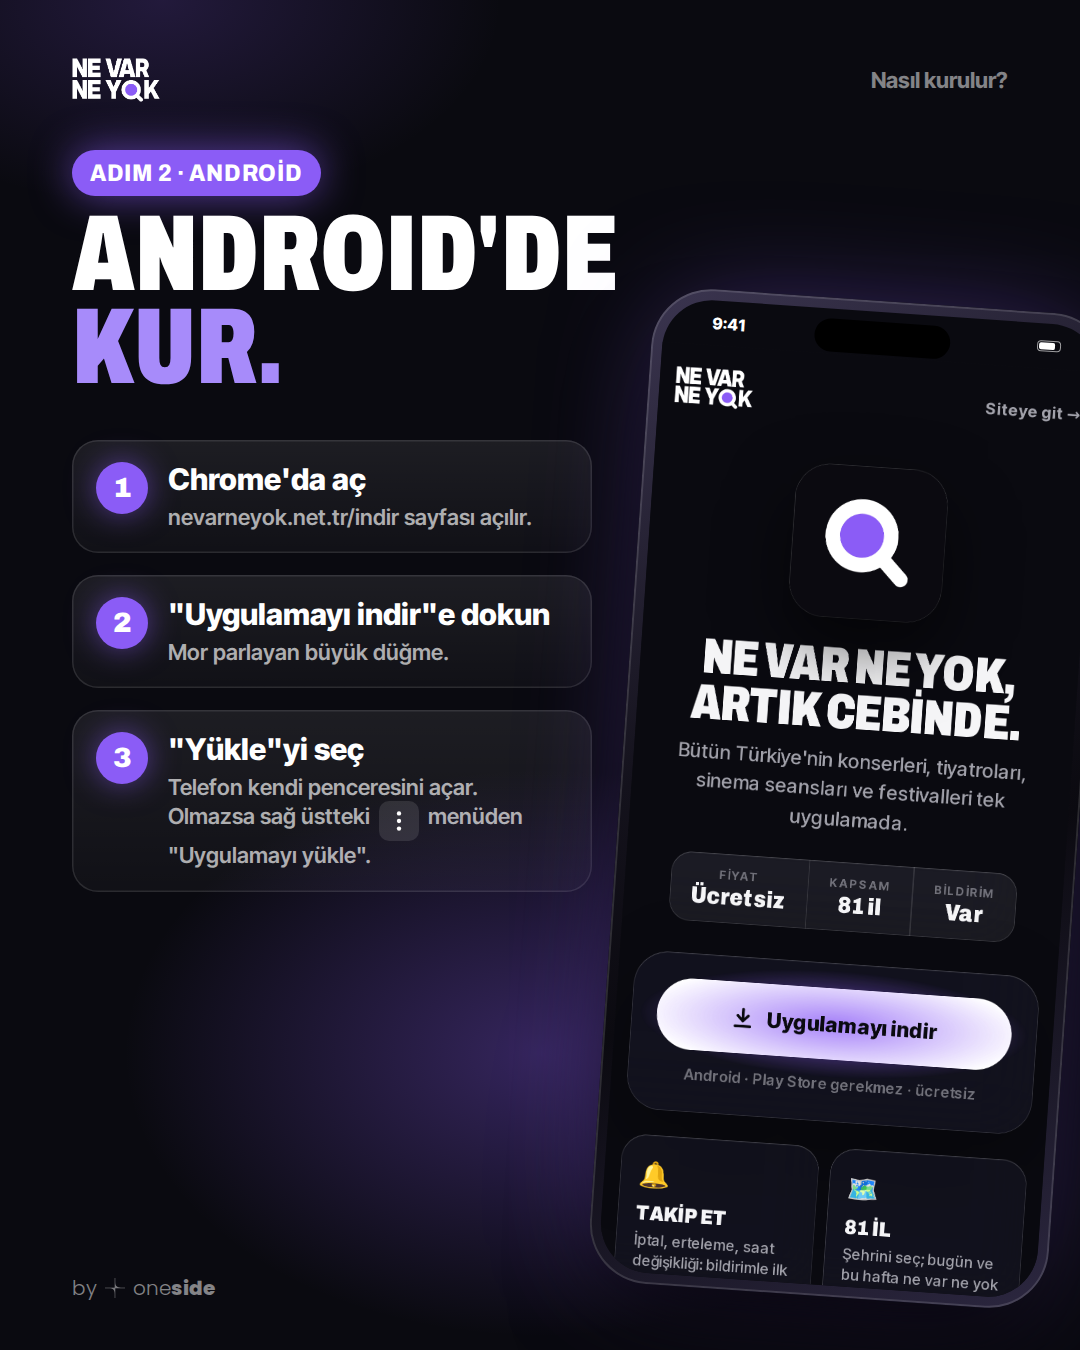 NE VAR
NE YOK
Nasıl kurulur?
ADIM 2 · ANDROİD
ANDROID'DE
KUR.
1
Chrome'da aç
nevarneyok.net.tr/indir sayfası açılır.
2
"Uygulamayı indir"e dokun
Mor parlayan büyük düğme.
3
"Yükle"yi seç
Telefon kendi penceresini açar.
Olmazsa sağ üstteki ⋮ menüden
"Uygulamayı yükle".
9:41
NE VAR
NE YOK
Siteye git →
NE VAR NE YOK,
ARTIK CEBİNDE.
Bütün Türkiye'nin konserleri, tiyatroları,
sinema seansları ve festivalleri tek
uygulamada.
FİYAT
Ücretsiz
KAPSAM
81 il
BİLDİRİM
Var
Uygulamayı indir
Android · Play Store gerekmez · ücretsiz
TAKİP ET
İptal, erteleme, saat
değişikliği: bildirimle ilk
81 İL
Şehrini seç; bugün ve
bu hafta ne var ne yok
by oneside